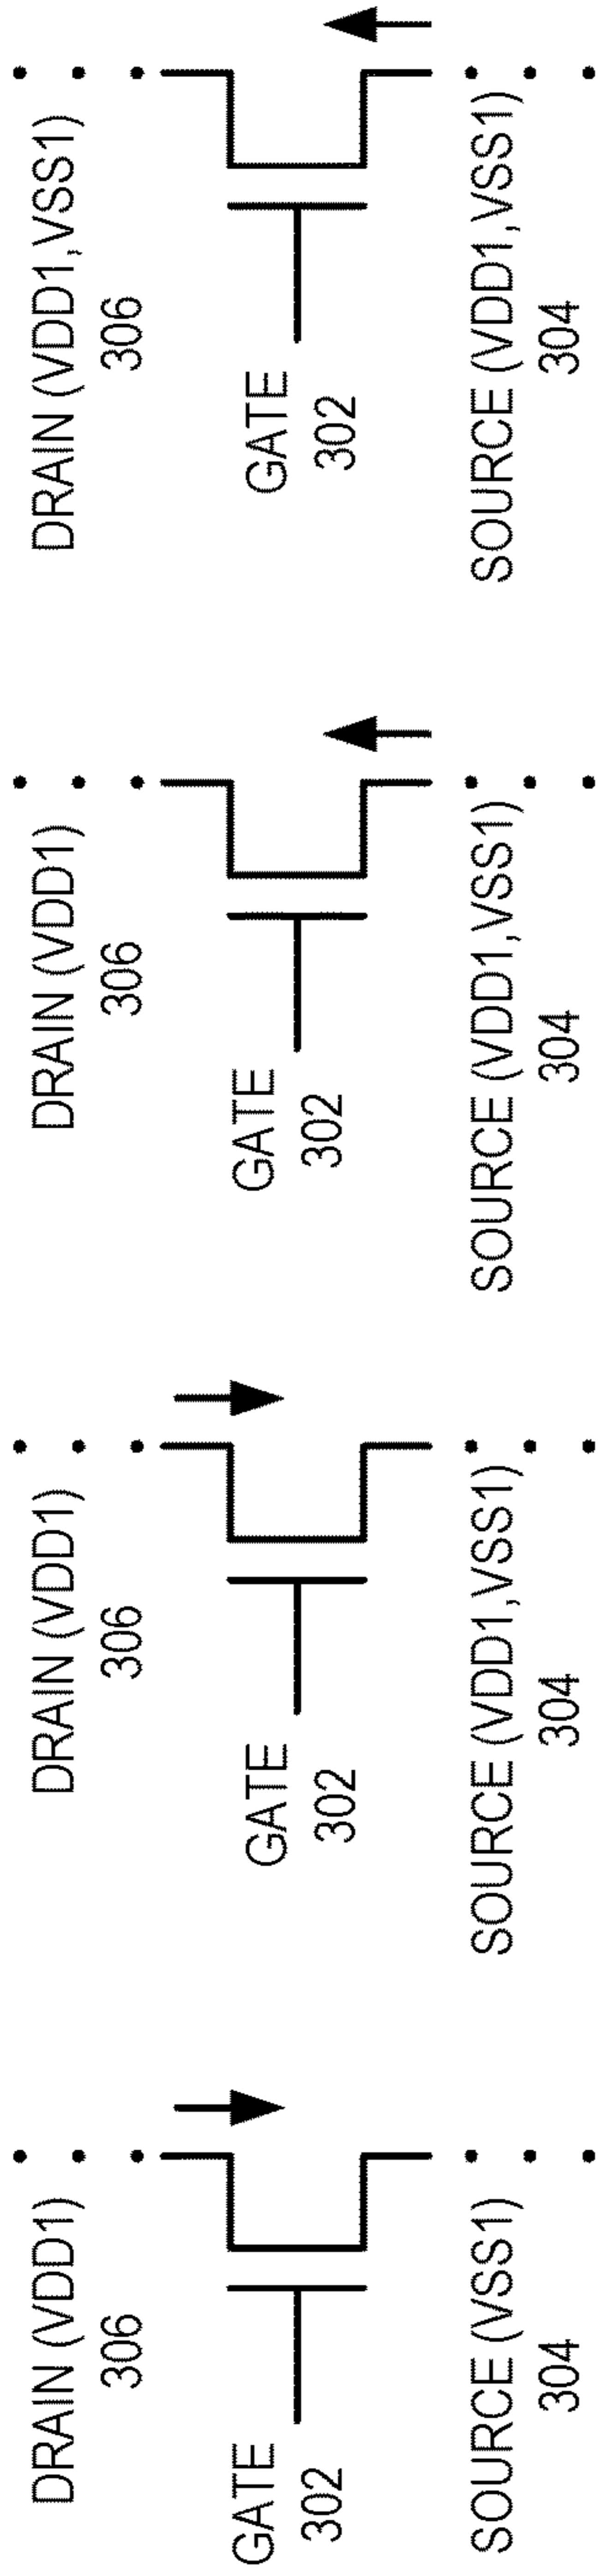 DRAIN (VDD1)
306
GATE
302
SOURCE (VSS1)
304
DRAIN (VDD1)
306
GATE
302
SOURCE (VDD1,VSS1)
304
DRAIN (VDD1)
306
GATE
302
SOURCE (VDD1,VSS1)
304
DRAIN (VDD1,VSS1)
306
GATE
302
SOURCE (VDD1,VSS1)
304